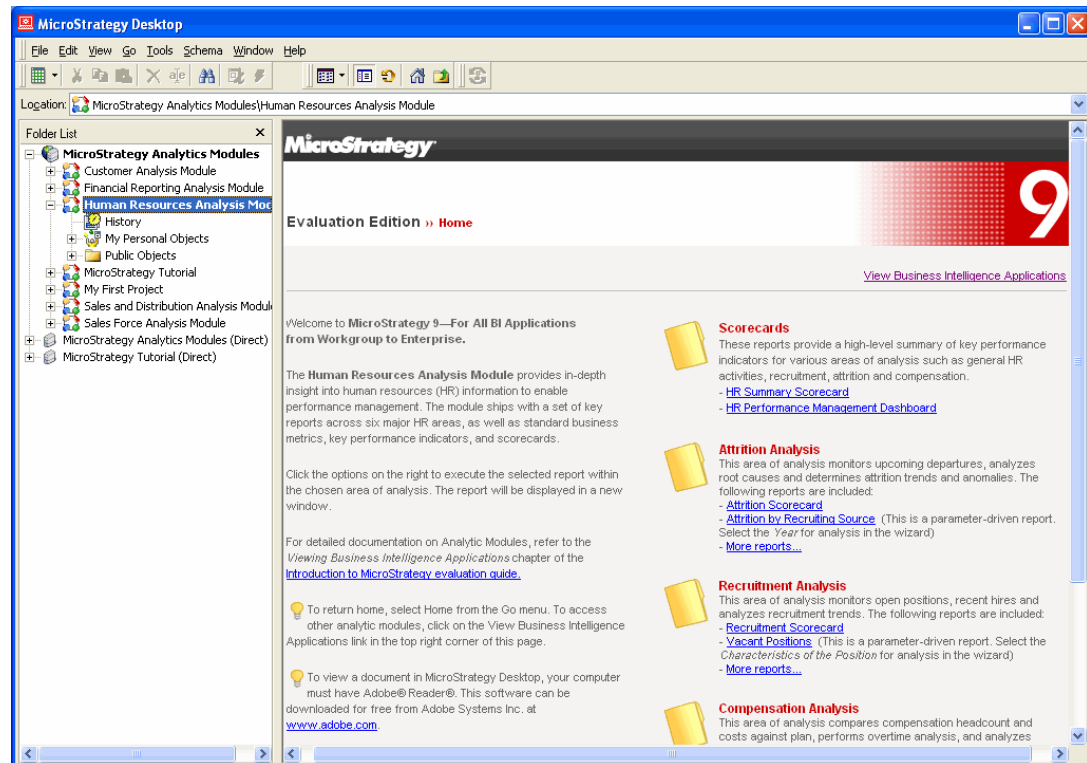 MicroStrategy Desktop
File Edit View Go Tools Schema Window Help
Location: MicroStrategy Analytics Modules\Human Resources Analysis Module
Folder List
MicroStrategy Analytics Modules
Customer Analysis Module
Financial Reporting Analysis Module
Human Resources Analysis Moc
History
My Personal Objects
Public Objects
MicroStrategy Tutorial
My First Project
Sales and Distribution Analysis Modul
Sales Force Analysis Module
MicroStrategy Analytics Modules (Direct)
MicroStrategy Tutorial (Direct)
MicroStrategy
9
Evaluation Edition ›› Home
View Business Intelligence Applications
Welcome to MicroStrategy 9—For All BI Applications
from Workgroup to Enterprise.
The Human Resources Analysis Module provides in-depth
insight into human resources (HR) information to enable
performance management. The module ships with a set of key
reports across six major HR areas, as well as standard business
metrics, key performance indicators, and scorecards.
Click the options on the right to execute the selected report within
the chosen area of analysis. The report will be displayed in a new
window.
For detailed documentation on Analytic Modules, refer to the
Viewing Business Intelligence Applications chapter of the
Introduction to MicroStrategy evaluation guide.
To return home, select Home from the Go menu. To access
other analytic modules, click on the View Business Intelligence
Applications link in the top right corner of this page.
To view a document in MicroStrategy Desktop, your computer
must have Adobe® Reader®. This software can be
downloaded for free from Adobe Systems Inc. at
www.adobe.com.
Scorecards
These reports provide a high-level summary of key performance
indicators for various areas of analysis such as general HR
activities, recruitment, attrition and compensation.
- HR Summary Scorecard
- HR Performance Management Dashboard
Attrition Analysis
This area of analysis monitors upcoming departures, analyzes
root causes and determines attrition trends and anomalies. The
following reports are included:
- Attrition Scorecard
- Attrition by Recruiting Source (This is a parameter-driven report.
Select the Year for analysis in the wizard)
- More reports...
Recruitment Analysis
This area of analysis monitors open positions, recent hires and
analyzes recruitment trends. The following reports are included:
- Recruitment Scorecard
- Vacant Positions (This is a parameter-driven report. Select the
Characteristics of the Position for analysis in the wizard)
- More reports...
Compensation Analysis
This area of analysis compares compensation headcount and
costs against plan, performs overtime analysis, and analyzes